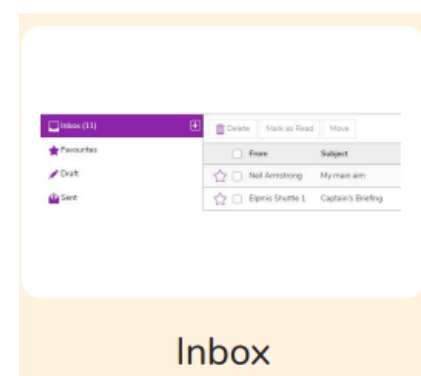 Inbox (11)
Delete Mark as Read Move
Favourites
From Subject
Draft
Neil Armstrong My main aim
Sent
Elpmis Shuttle 1 Captain's Briefing
Inbox